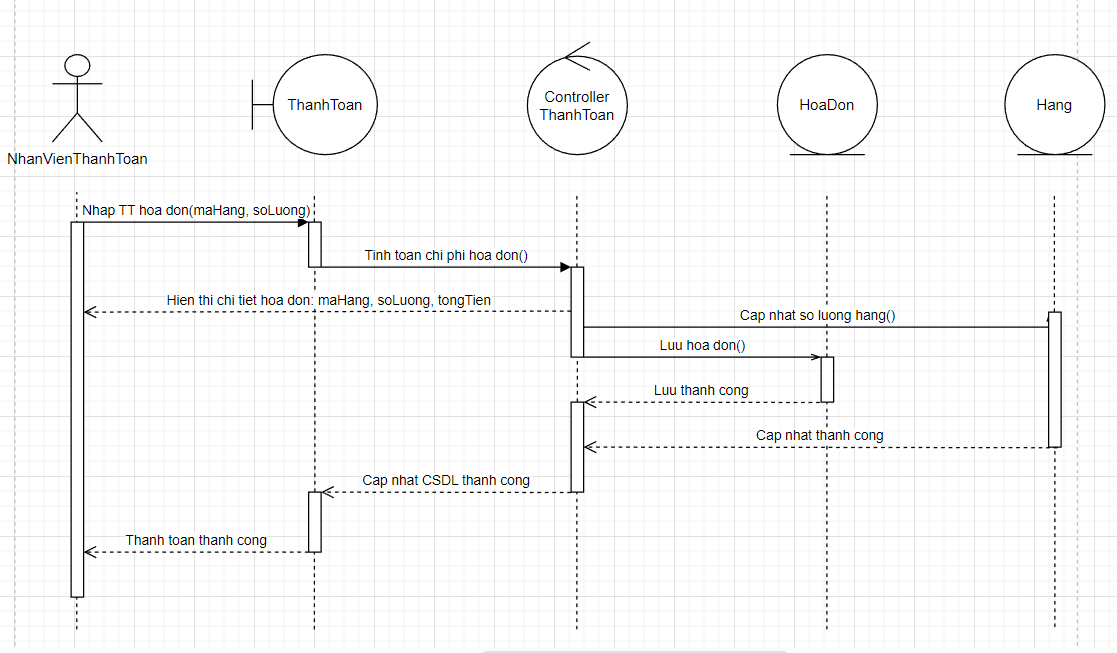 ThanhToan
Controller
ThanhToan
HoaDon
Hang
NhanVienThanhToan
Nhap TT hoa don(maHang, soLuong)
Tinh toan chi phi hoa don()
Hien thi chi tiet hoa don: maHang, soLuong, tongTien
Cap nhat so luong hang()
Luu hoa don()
Luu thanh cong
Cap nhat thanh cong
Cap nhat CSDL thanh cong
Thanh toan thanh cong